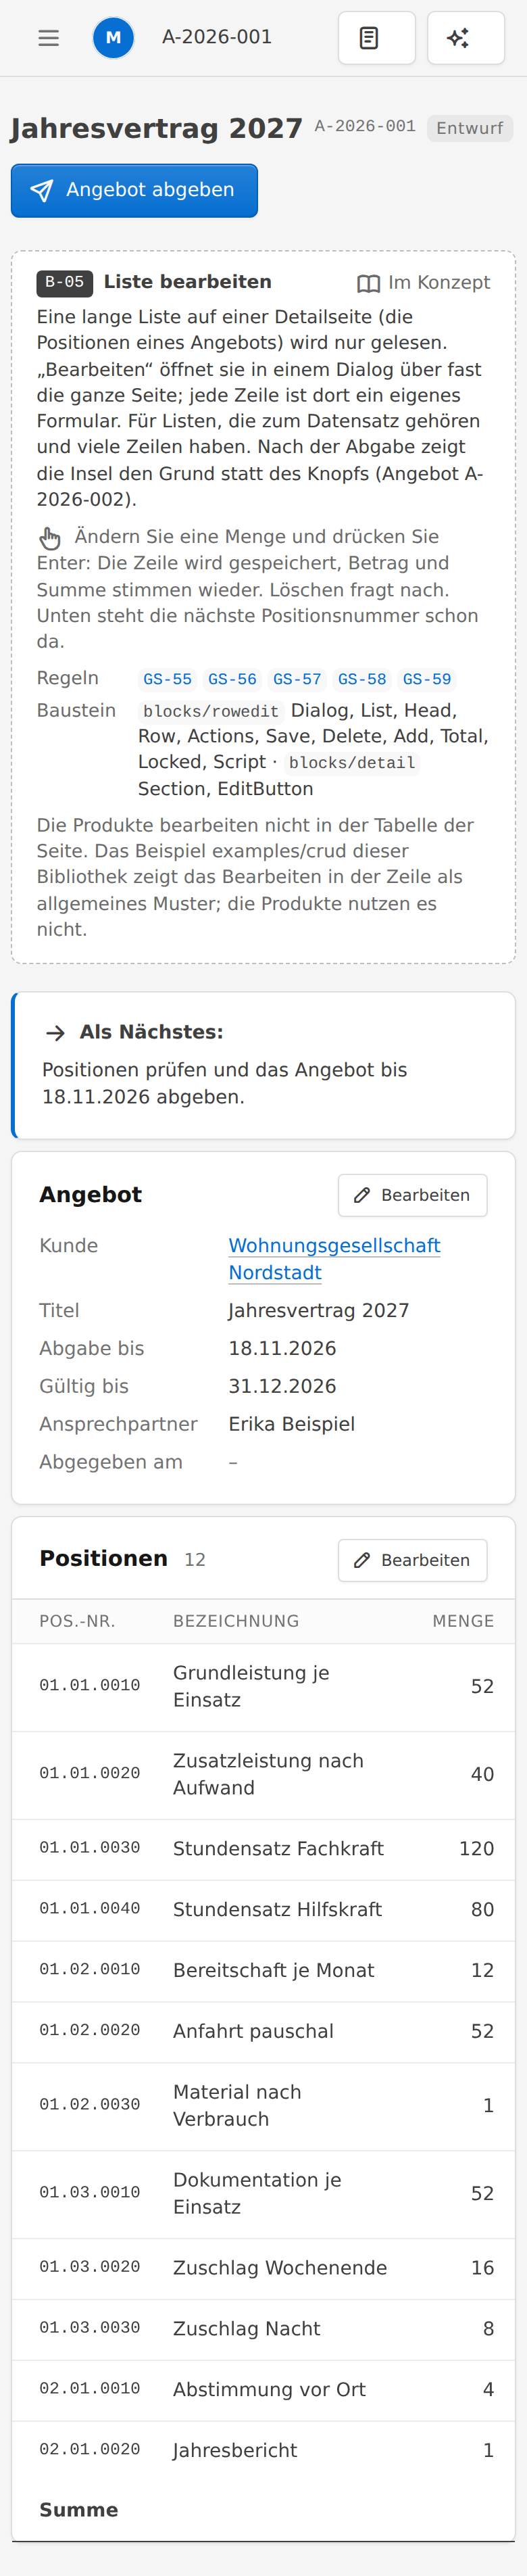 M A-2026-001
Jahresvertrag 2027 A-2026-001 Entwurf
Angebot abgeben
B-05 Liste bearbeiten Im Konzept
Eine lange Liste auf einer Detailseite (die
Positionen eines Angebots) wird nur gelesen.
„Bearbeiten“ öffnet sie in einem Dialog über fast
die ganze Seite; jede Zeile ist dort ein eigenes
Formular. Für Listen, die zum Datensatz gehören
und viele Zeilen haben. Nach der Abgabe zeigt
die Insel den Grund statt des Knopfs (Angebot A-
2026-002).
Ändern Sie eine Menge und drücken Sie
Enter: Die Zeile wird gespeichert, Betrag und
Summe stimmen wieder. Löschen fragt nach.
Unten steht die nächste Positionsnummer schon
da.
Regeln GS-55 GS-56 GS-57 GS-58 GS-59
Baustein blocks/rowedit Dialog, List, Head,
Row, Actions, Save, Delete, Add, Total,
Locked, Script · blocks/detail
Section, EditButton
Die Produkte bearbeiten nicht in der Tabelle der
Seite. Das Beispiel examples/crud dieser
Bibliothek zeigt das Bearbeiten in der Zeile als
allgemeines Muster; die Produkte nutzen es
nicht.
Als Nächstes:
Positionen prüfen und das Angebot bis
18.11.2026 abgeben.
Angebot Bearbeiten
Kunde Wohnungsgesellschaft
Nordstadt
Titel Jahresvertrag 2027
Abgabe bis 18.11.2026
Gültig bis 31.12.2026
Ansprechpartner Erika Beispiel
Abgegeben am –
Positionen 12 Bearbeiten
POS.-NR. BEZEICHNUNG MENGE
01.01.0010 Grundleistung je
Einsatz 52
01.01.0020 Zusatzleistung nach
Aufwand 40
01.01.0030 Stundensatz Fachkraft 120
01.01.0040 Stundensatz Hilfskraft 80
01.02.0010 Bereitschaft je Monat 12
01.02.0020 Anfahrt pauschal 52
01.02.0030 Material nach
Verbrauch 1
01.03.0010 Dokumentation je
Einsatz 52
01.03.0020 Zuschlag Wochenende 16
01.03.0030 Zuschlag Nacht 8
02.01.0010 Abstimmung vor Ort 4
02.01.0020 Jahresbericht 1
Summe